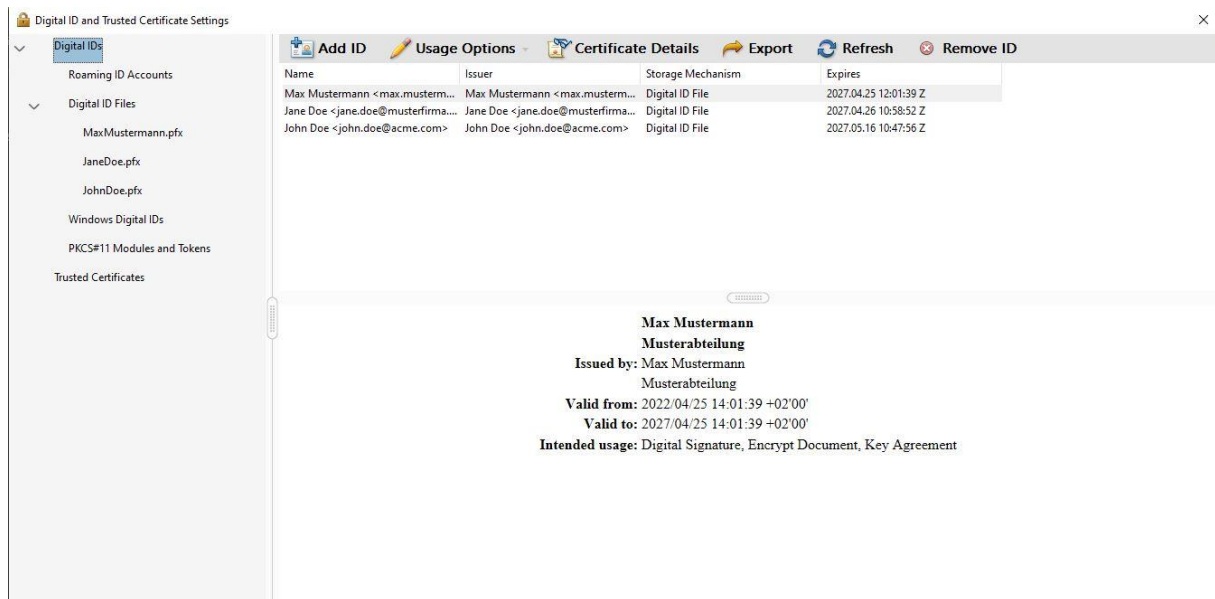 Digital ID and Trusted Certificate Settings
Digital IDs
Roaming ID Accounts
Digital ID Files
MaxMustermann.pfx
JaneDoe.pfx
JohnDoe.pfx
Windows Digital IDs
PKCS#11 Modules and Tokens
Trusted Certificates
Add ID Usage Options Certificate Details Export Refresh Remove ID
Name Issuer Storage Mechanism Expires
Max Mustermann <max.musterm... Max Mustermann <max.musterm... Digital ID File 2027.04.25 12:01:39 Z
Jane Doe <jane.doe@musterfirma.... Jane Doe <jane.doe@musterfirma... Digital ID File 2027.04.26 10:58:52 Z
John Doe <john.doe@acme.com> John Doe <john.doe@acme.com> Digital ID File 2027.05.16 10:47:56 Z
Max Mustermann
Musterabteilung
Issued by: Max Mustermann
Musterabteilung
Valid from: 2022/04/25 14:01:39 +02'00'
Valid to: 2027/04/25 14:01:39 +02'00'
Intended usage: Digital Signature, Encrypt Document, Key Agreement